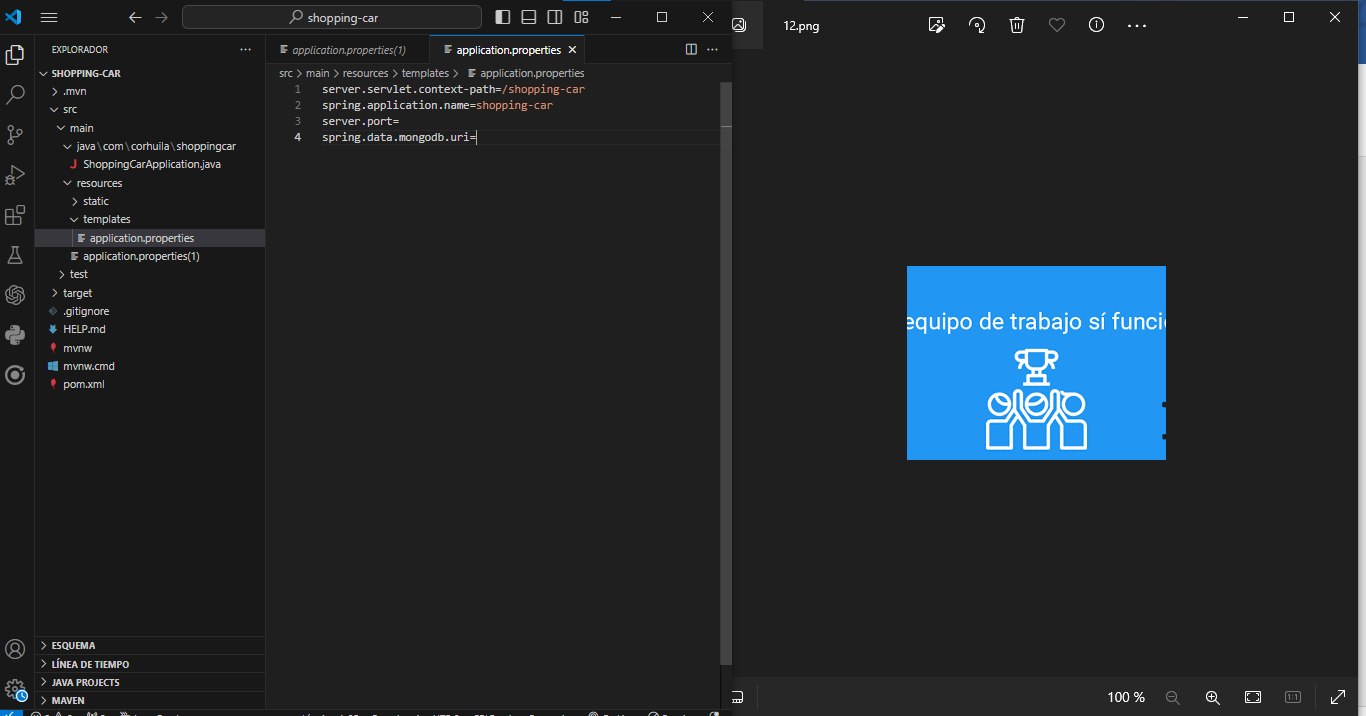 shopping-car
12.png
EXPLORADOR
SHOPPING-CAR
.mvn
src
main
java\com\corhuila\shoppingcar
J ShoppingCarApplication.java
resources
static
templates
application.properties
application.properties(1)
test
target
.gitignore
HELP.md
mvnw
mvnw.cmd
pom.xml
ESQUEMA
LÍNEA DE TIEMPO
JAVA PROJECTS
MAVEN
application.properties(1)
application.properties
src > main > resources > templates > application.properties
1 server.servlet.context-path=/shopping-car
2 spring.application.name=shopping-car
3 server.port=
4 spring.data.mongodb.uri=
equipo de trabajo sí funci
100 %
1:1